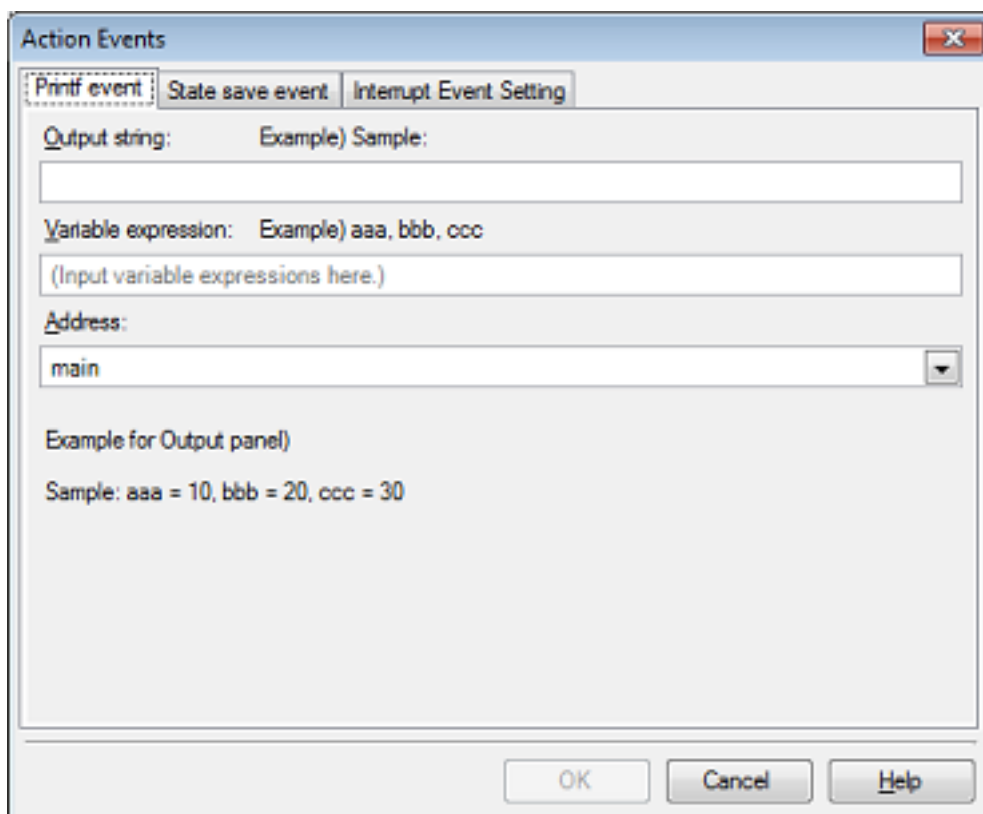 Action Events
Printf event State save event Interrupt Event Setting
Output string: Example) Sample:
Variable expression: Example) aaa, bbb, ccc
(Input variable expressions here.)
Address:
main
Example for Output panel)
Sample: aaa = 10, bbb = 20, ccc = 30
OK Cancel Help